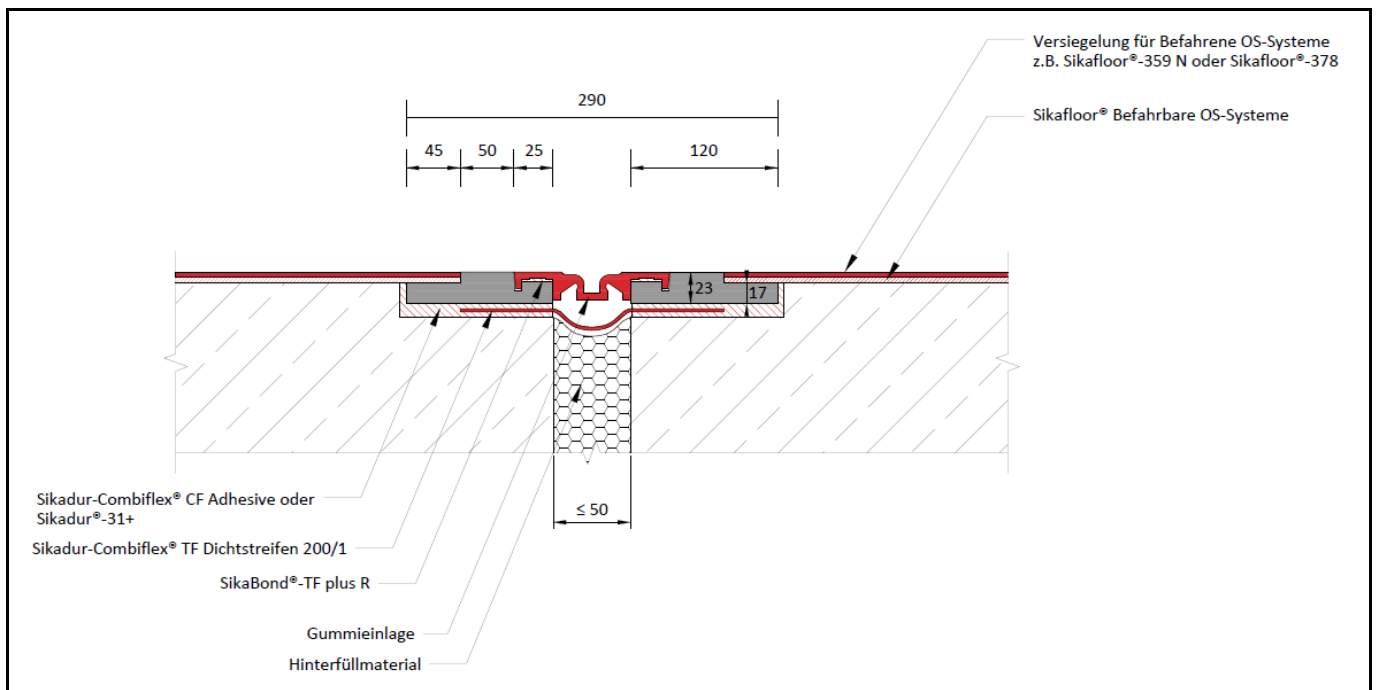 Versiegelung für Befahrene OS-Systeme
z.B. Sikafloor®-359 N oder Sikafloor®-378
Sikafloor® Befahrbare OS-Systeme
290
45
50
25
120
23
17
≤ 50
Sikadur-Combiflex® CF Adhesive oder
Sikadur®-31+
Sikadur-Combiflex® TF Dichtstreifen 200/1
SikaBond®-TF plus R
Gummieinlage
Hinterfüllmaterial